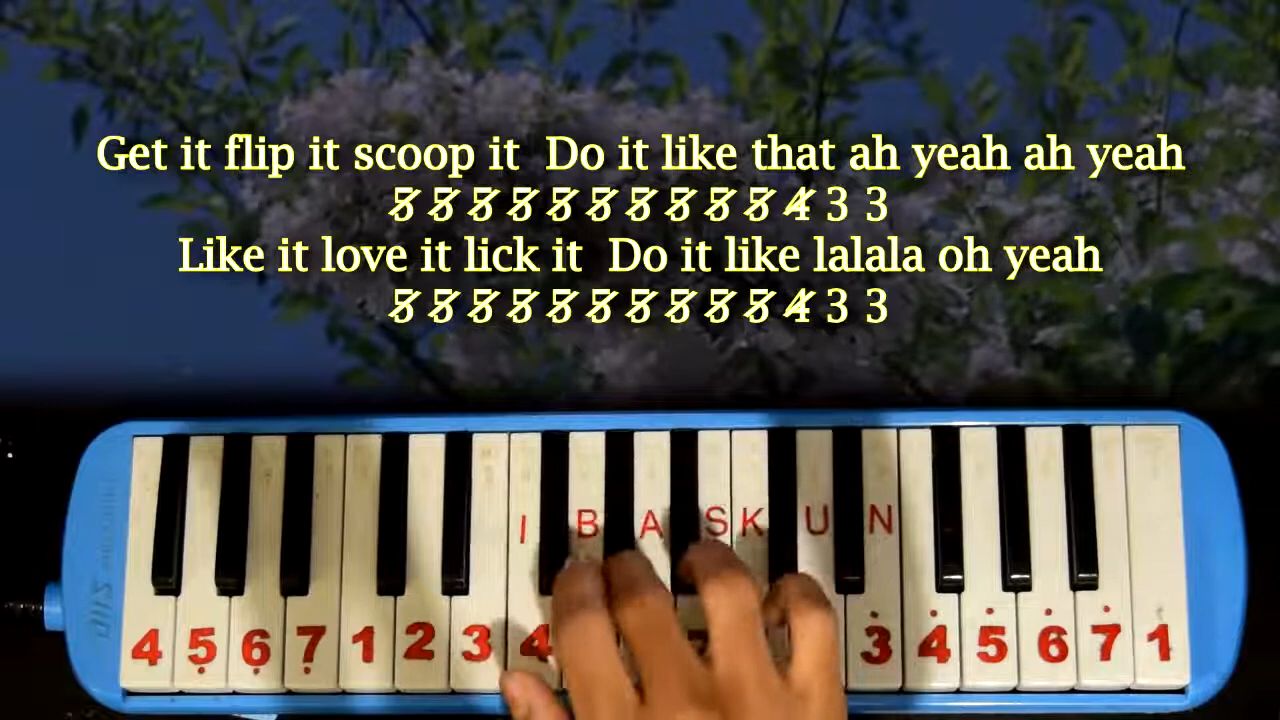 Get it flip it scoop it  Do it like that ah yeah ah yeah
5̷ 5̷ 5̷ 5̷ 5̷ 5̷ 5̷ 5̷ 5̷ 5̷ 4̷ 3 3
Like it love it lick it  Do it like lalala oh yeah
5̷ 5̷ 5̷ 5̷ 5̷ 5̷ 5̷ 5̷ 5̷ 5̷ 4̷ 3 3
I B A S K U N
4 5̣ 6̣ 7̣ 1 2 3 4 3̇ 4̇ 5̇ 6̇ 7̇ 1̇